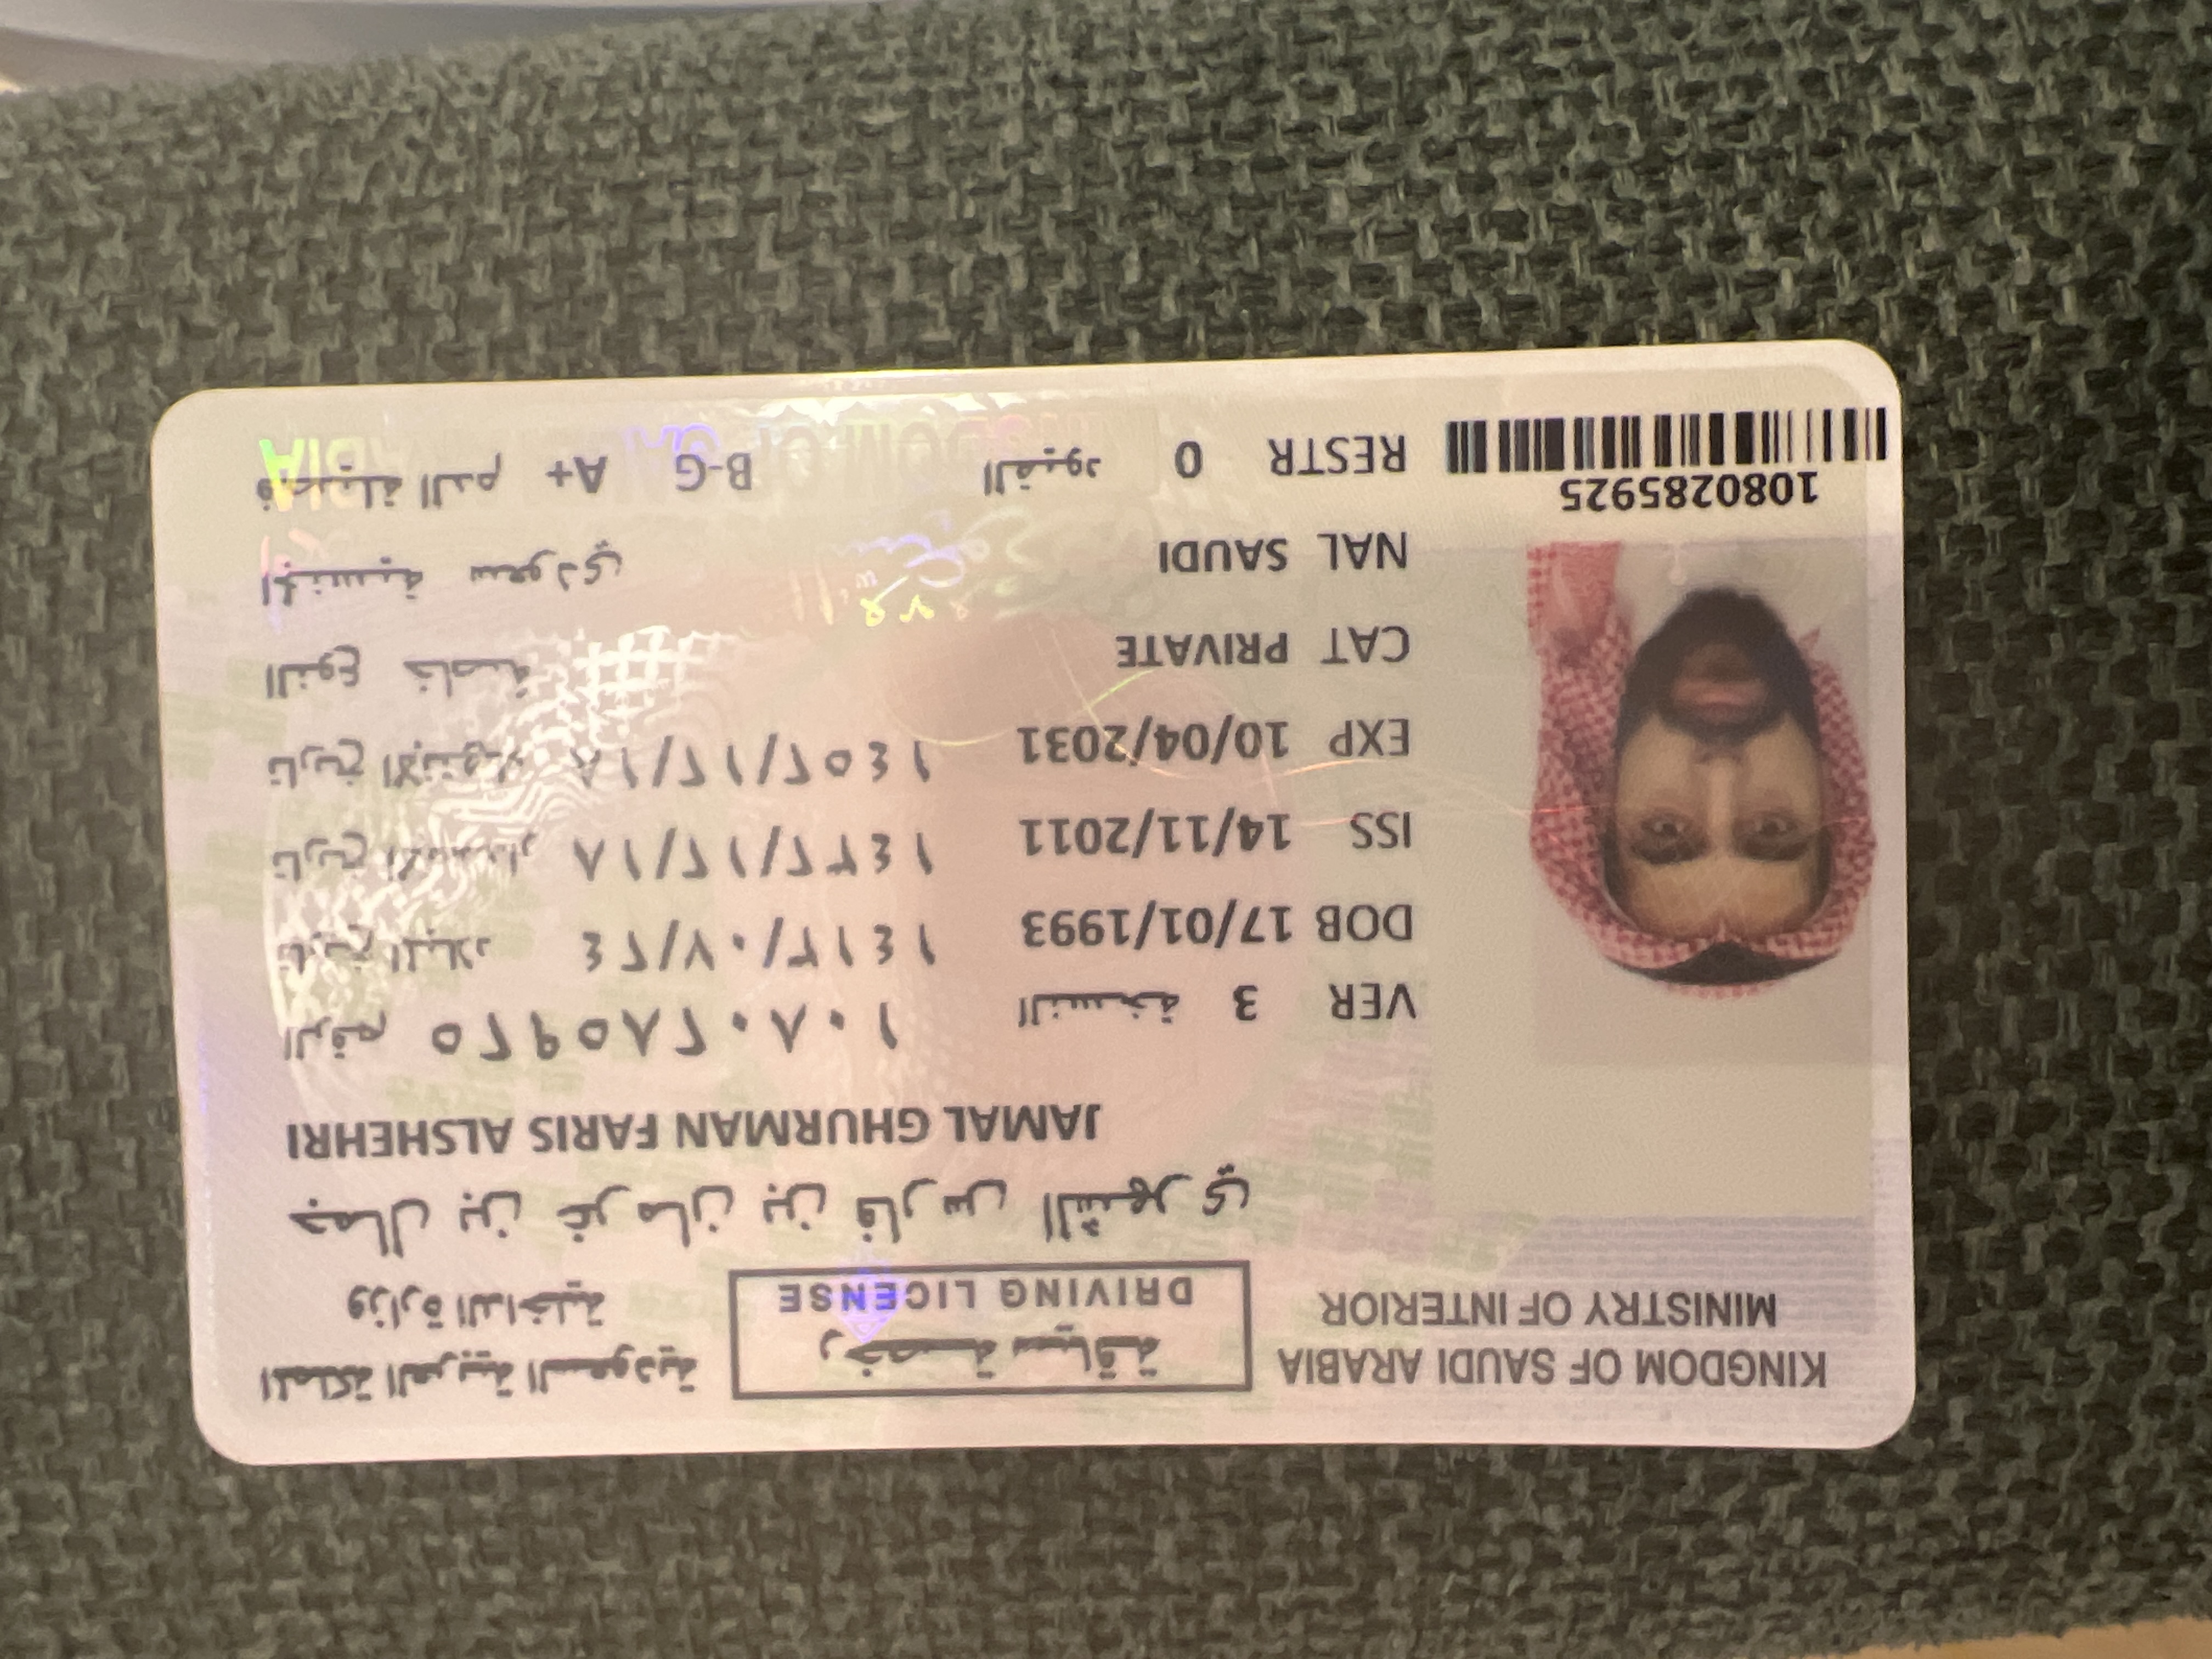 KINGDOM OF SAUDI ARABIA رخصة سياقة المملكة العربية السعودية
MINISTRY OF INTERIOR DRIVING LICENSE وزارة الداخلية
جمال بن غرمان بن فارس الشهري
JAMAL GHURMAN FARIS ALSHEHRI
VER 3 النسخة الرقم ١٠٨٠٢٨٥٩٢٥
DOB 17/01/1993 تاريخ الميلاد ١٤١٣/٠٧/٢٤
ISS 14/11/2011 تاريخ الاصدار ١٤٣٢/١٢/١٨
EXP 10/04/2031 تاريخ الإنتهاء ١٤٥٢/١٢/١٨
CAT PRIVATE النوع خاصة
NAL SAUDI الجنسية سعودي
RESTR 0 القيود فصيلة الدم B-G A+
1080285925